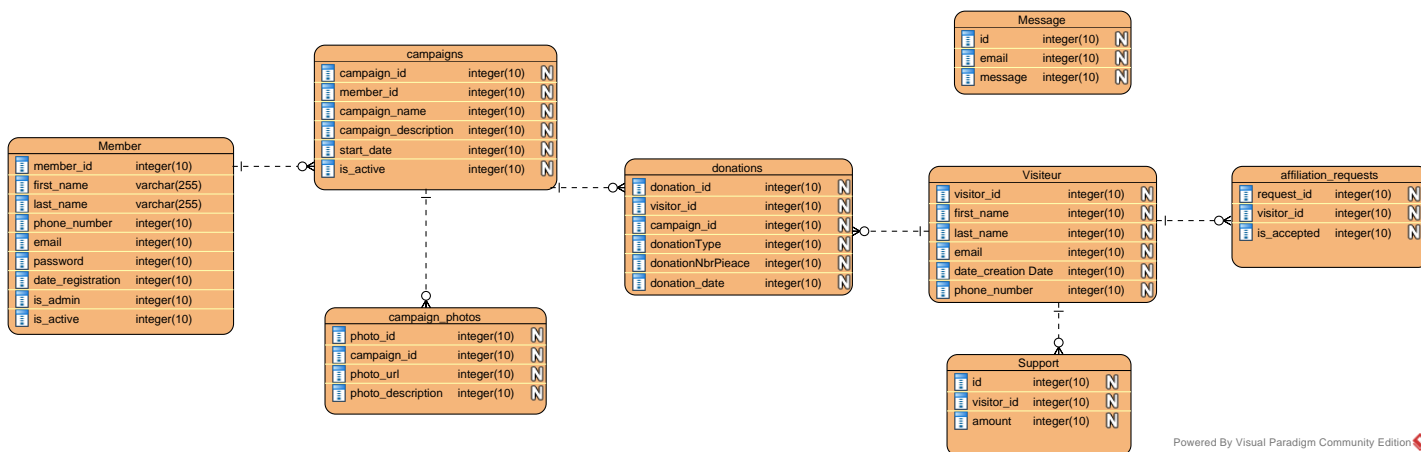 Message
id integer(10) N
email integer(10) N
message integer(10) N
campaigns
campaign_id integer(10) N
member_id integer(10) N
campaign_name integer(10) N
campaign_description integer(10) N
start_date integer(10) N
is_active integer(10) N
Member
member_id integer(10)
first_name varchar(255)
last_name varchar(255)
phone_number integer(10)
email integer(10)
password integer(10)
date_registration integer(10)
is_admin integer(10)
is_active integer(10)
donations
donation_id integer(10) N
visitor_id integer(10) N
campaign_id integer(10) N
donationType integer(10) N
donationNbrPieace integer(10) N
donation_date integer(10) N
Visiteur
visitor_id integer(10) N
first_name integer(10) N
last_name integer(10) N
email integer(10) N
date_creation Date integer(10) N
phone_number integer(10) N
affiliation_requests
request_id integer(10) N
visitor_id integer(10) N
is_accepted integer(10) N
campaign_photos
photo_id integer(10) N
campaign_id integer(10) N
photo_url integer(10) N
photo_description integer(10) N
Support
id integer(10) N
visitor_id integer(10) N
amount integer(10) N
Powered By Visual Paradigm Community Edition